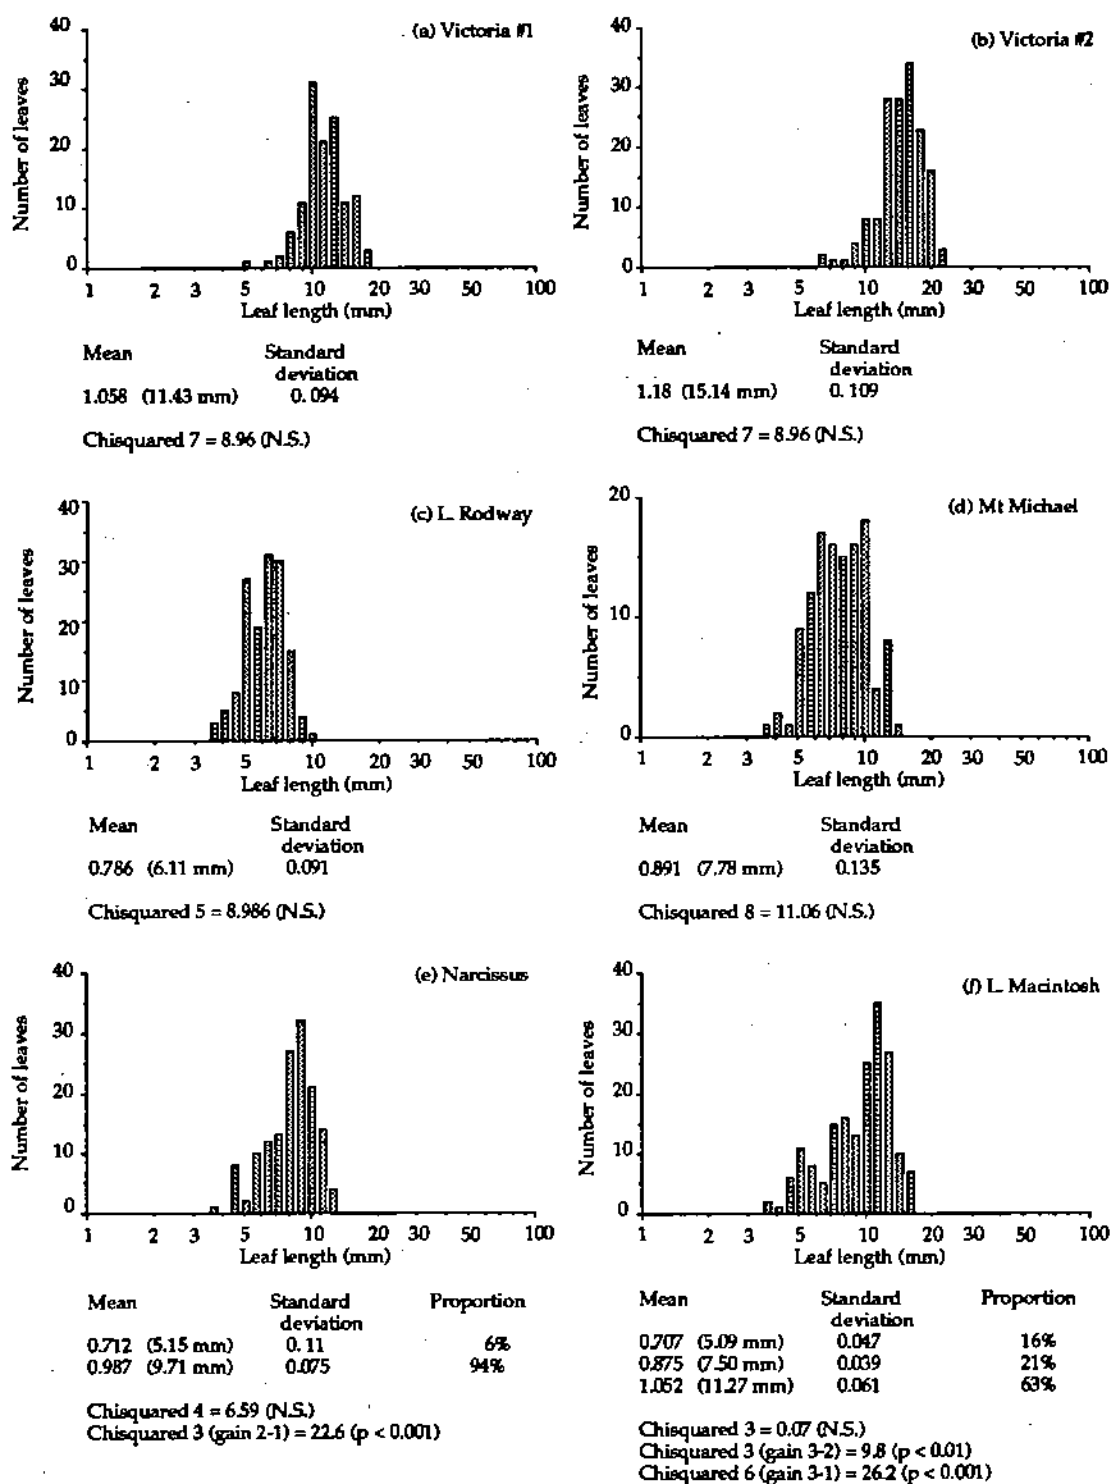 (a) Victoria #1
Number of leaves
40
30
20
10
0
1 2 3 5 10 20 30 50 100
Leaf length (mm)
Mean Standard
deviation
1.058 (11.43 mm) 0.094
Chisquared 7 = 8.96 (N.S.)
(b) Victoria #2
Number of leaves
40
30
20
10
0
1 2 3 5 10 20 30 50 100
Leaf length (mm)
Mean Standard
deviation
1.18 (15.14 mm) 0.109
Chisquared 7 = 8.96 (N.S.)
(c) L. Rodway
Number of leaves
40
30
20
10
0
1 2 3 5 10 20 30 50 100
Leaf length (mm)
Mean Standard
deviation
0.786 (6.11 mm) 0.091
Chisquared 5 = 8.986 (N.S.)
(d) Mt Michael
Number of leaves
20
10
0
1 2 3 5 10 20 30 50 100
Leaf length (mm)
Mean Standard
deviation
0.891 (7.78 mm) 0.135
Chisquared 8 = 11.06 (N.S.)
(e) Narcissus
Number of leaves
40
30
20
10
0
1 2 3 5 10 20 30 50 100
Leaf length (mm)
Mean Standard Proportion
deviation
0.712 (5.15 mm) 0.11 6%
0.987 (9.71 mm) 0.075 94%
Chisquared 4 = 6.59 (N.S.)
Chisquared 3 (gain 2-1) = 22.6 (p < 0.001)
(f) L. Macintosh
Number of leaves
40
30
20
10
0
1 2 3 5 10 20 30 50 100
Leaf length (mm)
Mean Standard Proportion
deviation
0.707 (5.09 mm) 0.047 16%
0.875 (7.50 mm) 0.039 21%
1.052 (11.27 mm) 0.061 63%
Chisquared 3 = 0.07 (N.S.)
Chisquared 3 (gain 3-2) = 9.8 (p < 0.01)
Chisquared 6 (gain 3-1) = 26.2 (p < 0.001)